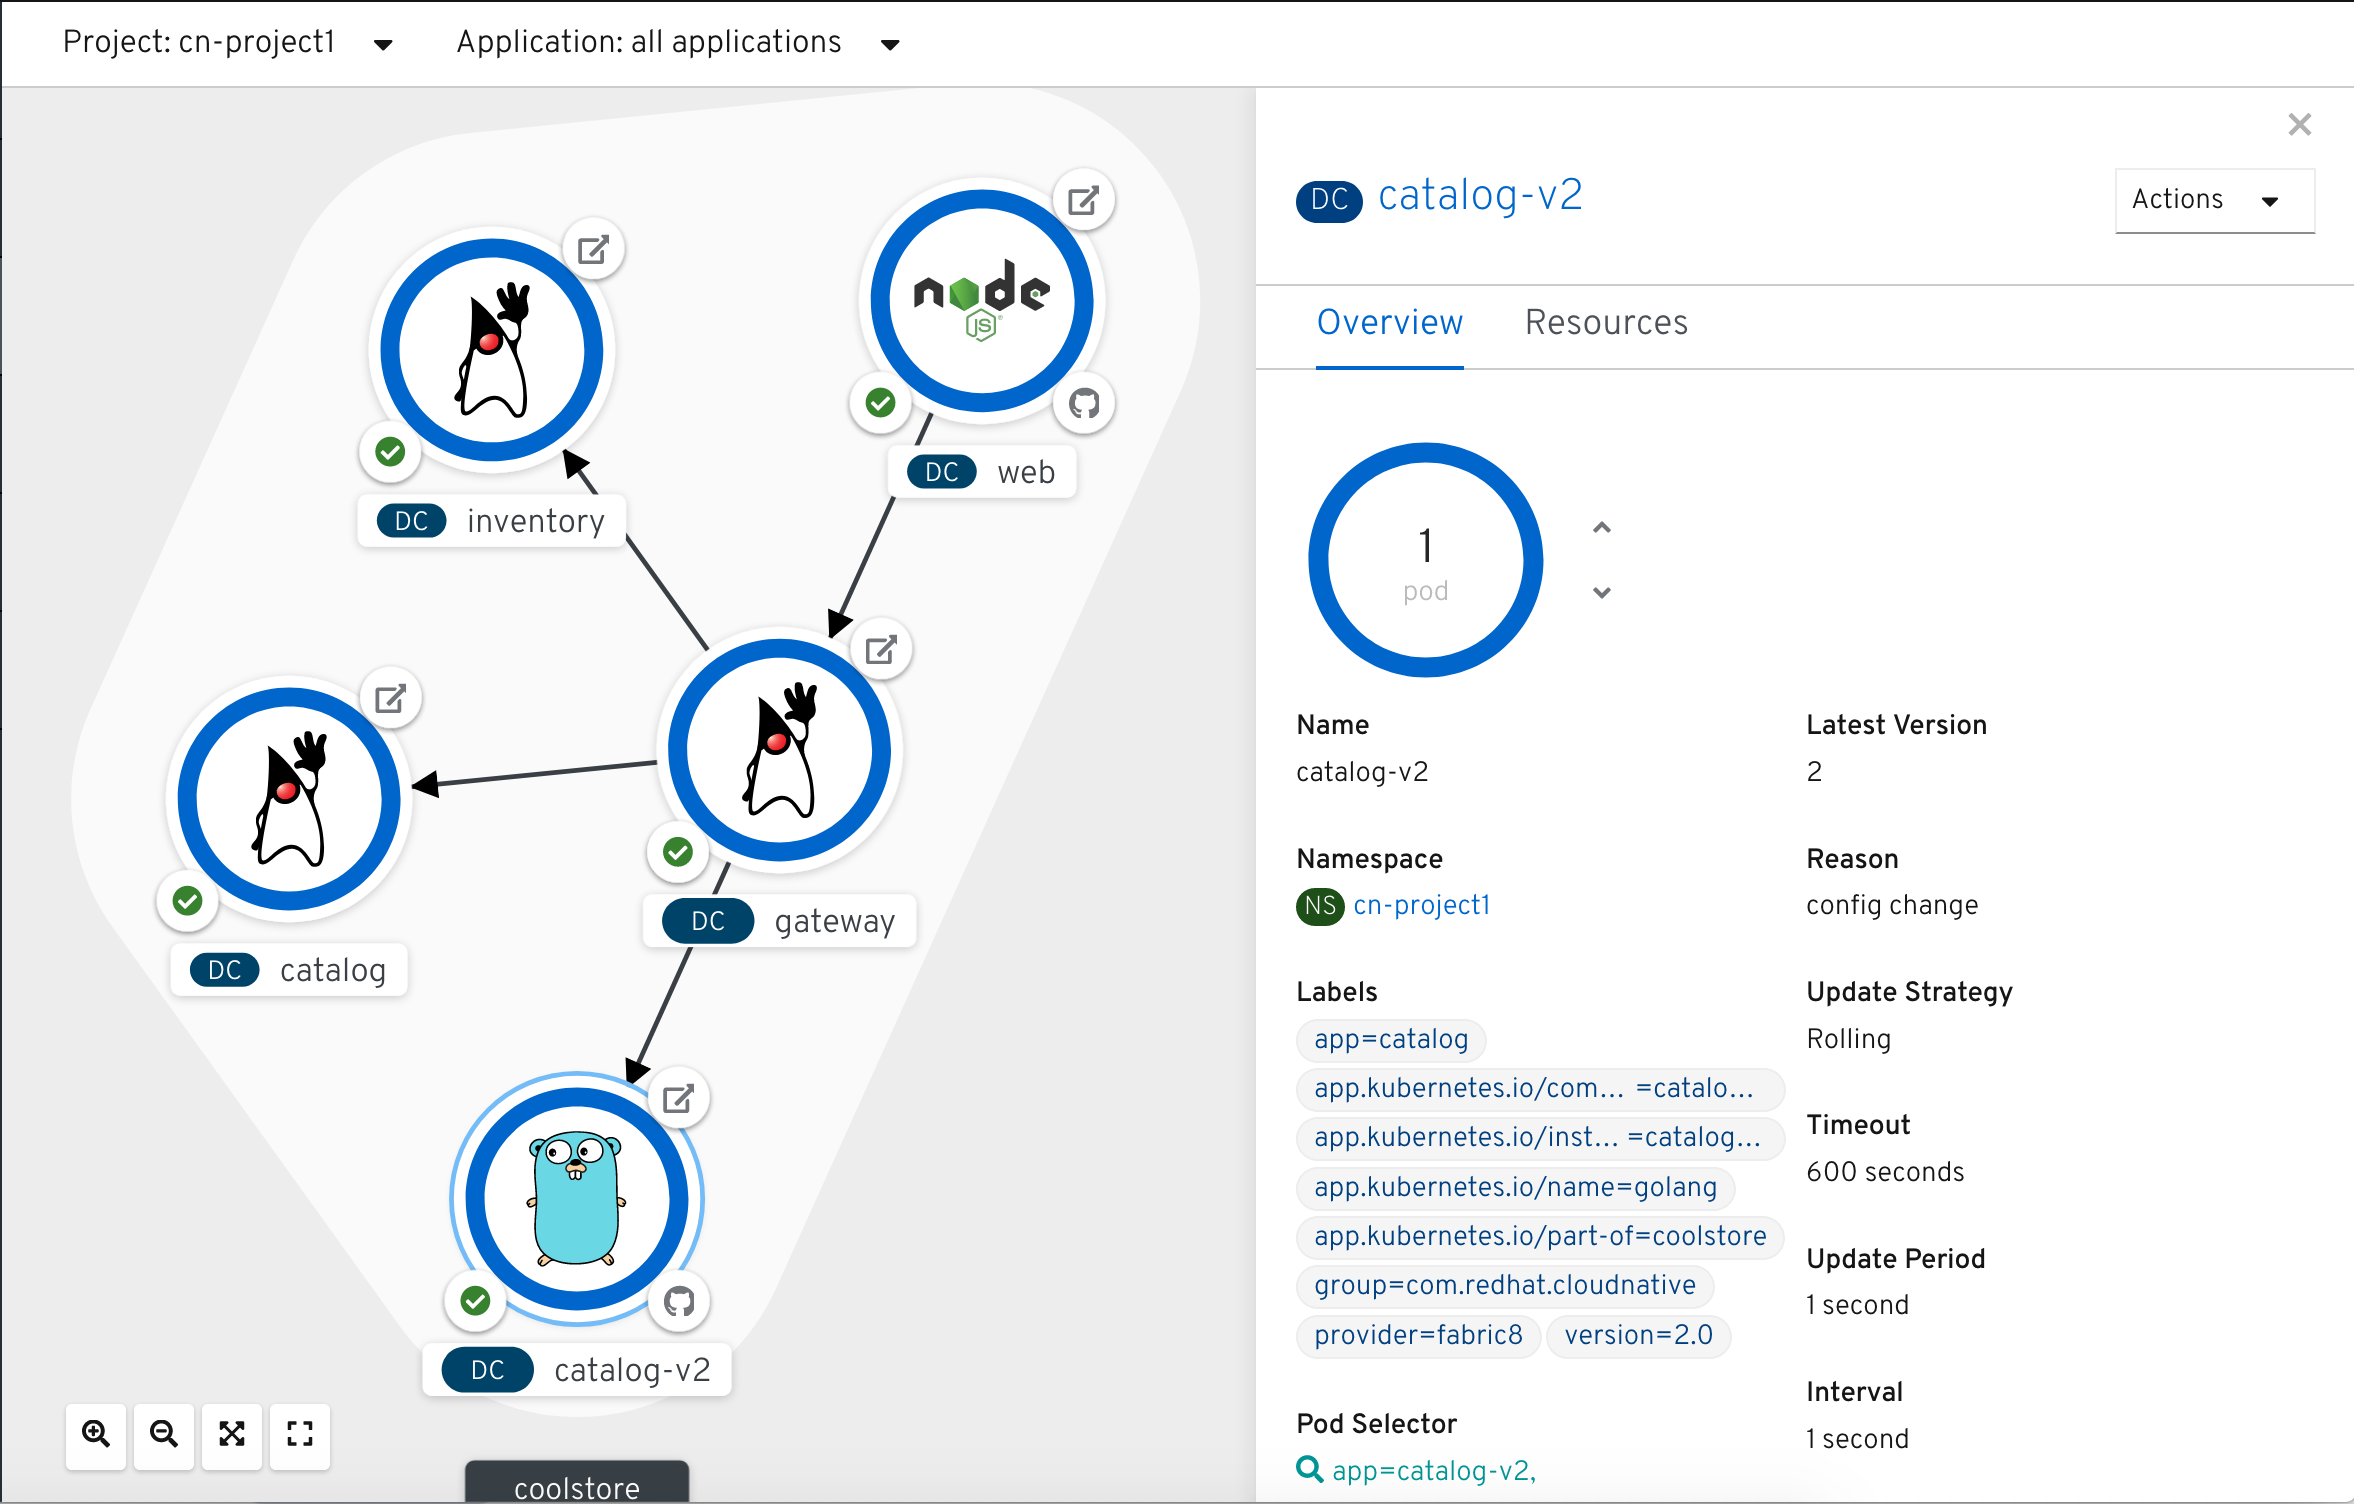 Project: cn-project1
Application: all applications
node
JS
DC inventory
DC web
DC catalog
DC gateway
DC catalog-v2
coolstore
DC catalog-v2
Actions
Overview
Resources
1
pod
Name
catalog-v2
Namespace
NS cn-project1
Labels
app=catalog
app.kubernetes.io/com... =catalo...
app.kubernetes.io/inst... =catalog...
app.kubernetes.io/name=golang
app.kubernetes.io/part-of=coolstore
group=com.redhat.cloudnative
provider=fabric8
version=2.0
Pod Selector
app=catalog-v2,
Latest Version
2
Reason
config change
Update Strategy
Rolling
Timeout
600 seconds
Update Period
1 second
Interval
1 second